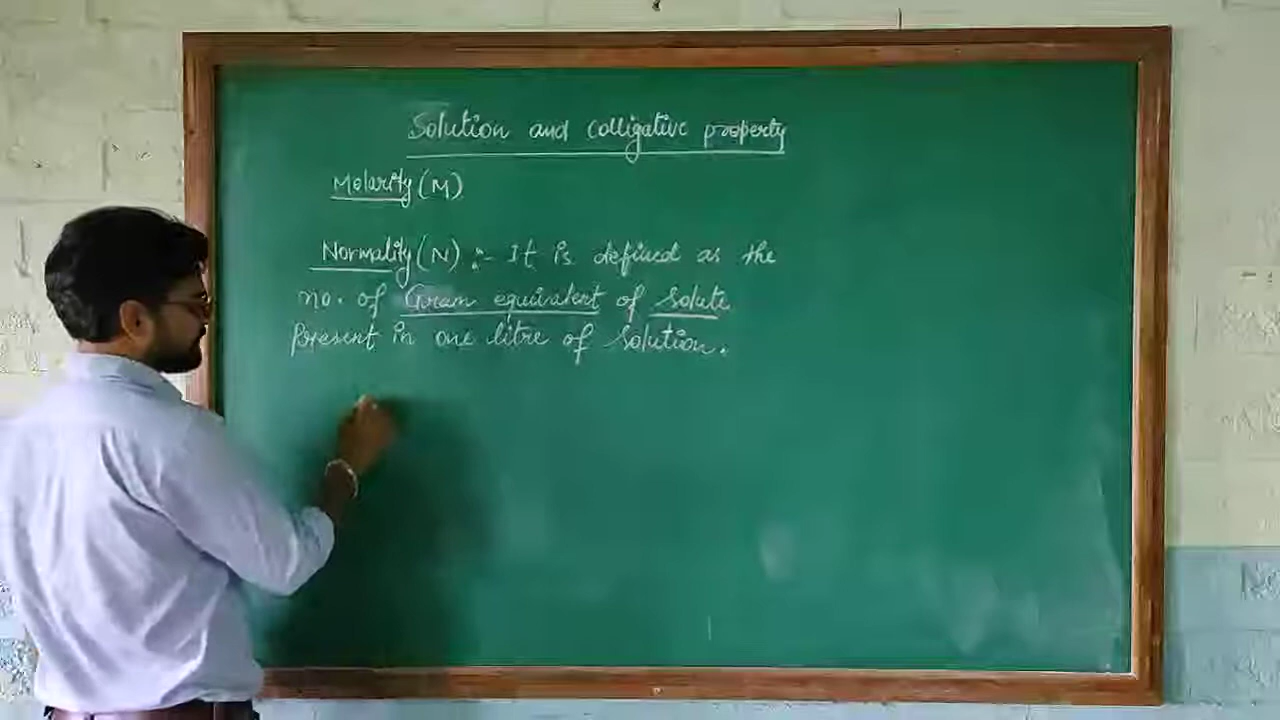 Solution and colligative property
Molarity (M)
Normality (N) :- It is defined as the
no. of Gram equivalent of Solute
Present in one litre of Solution.